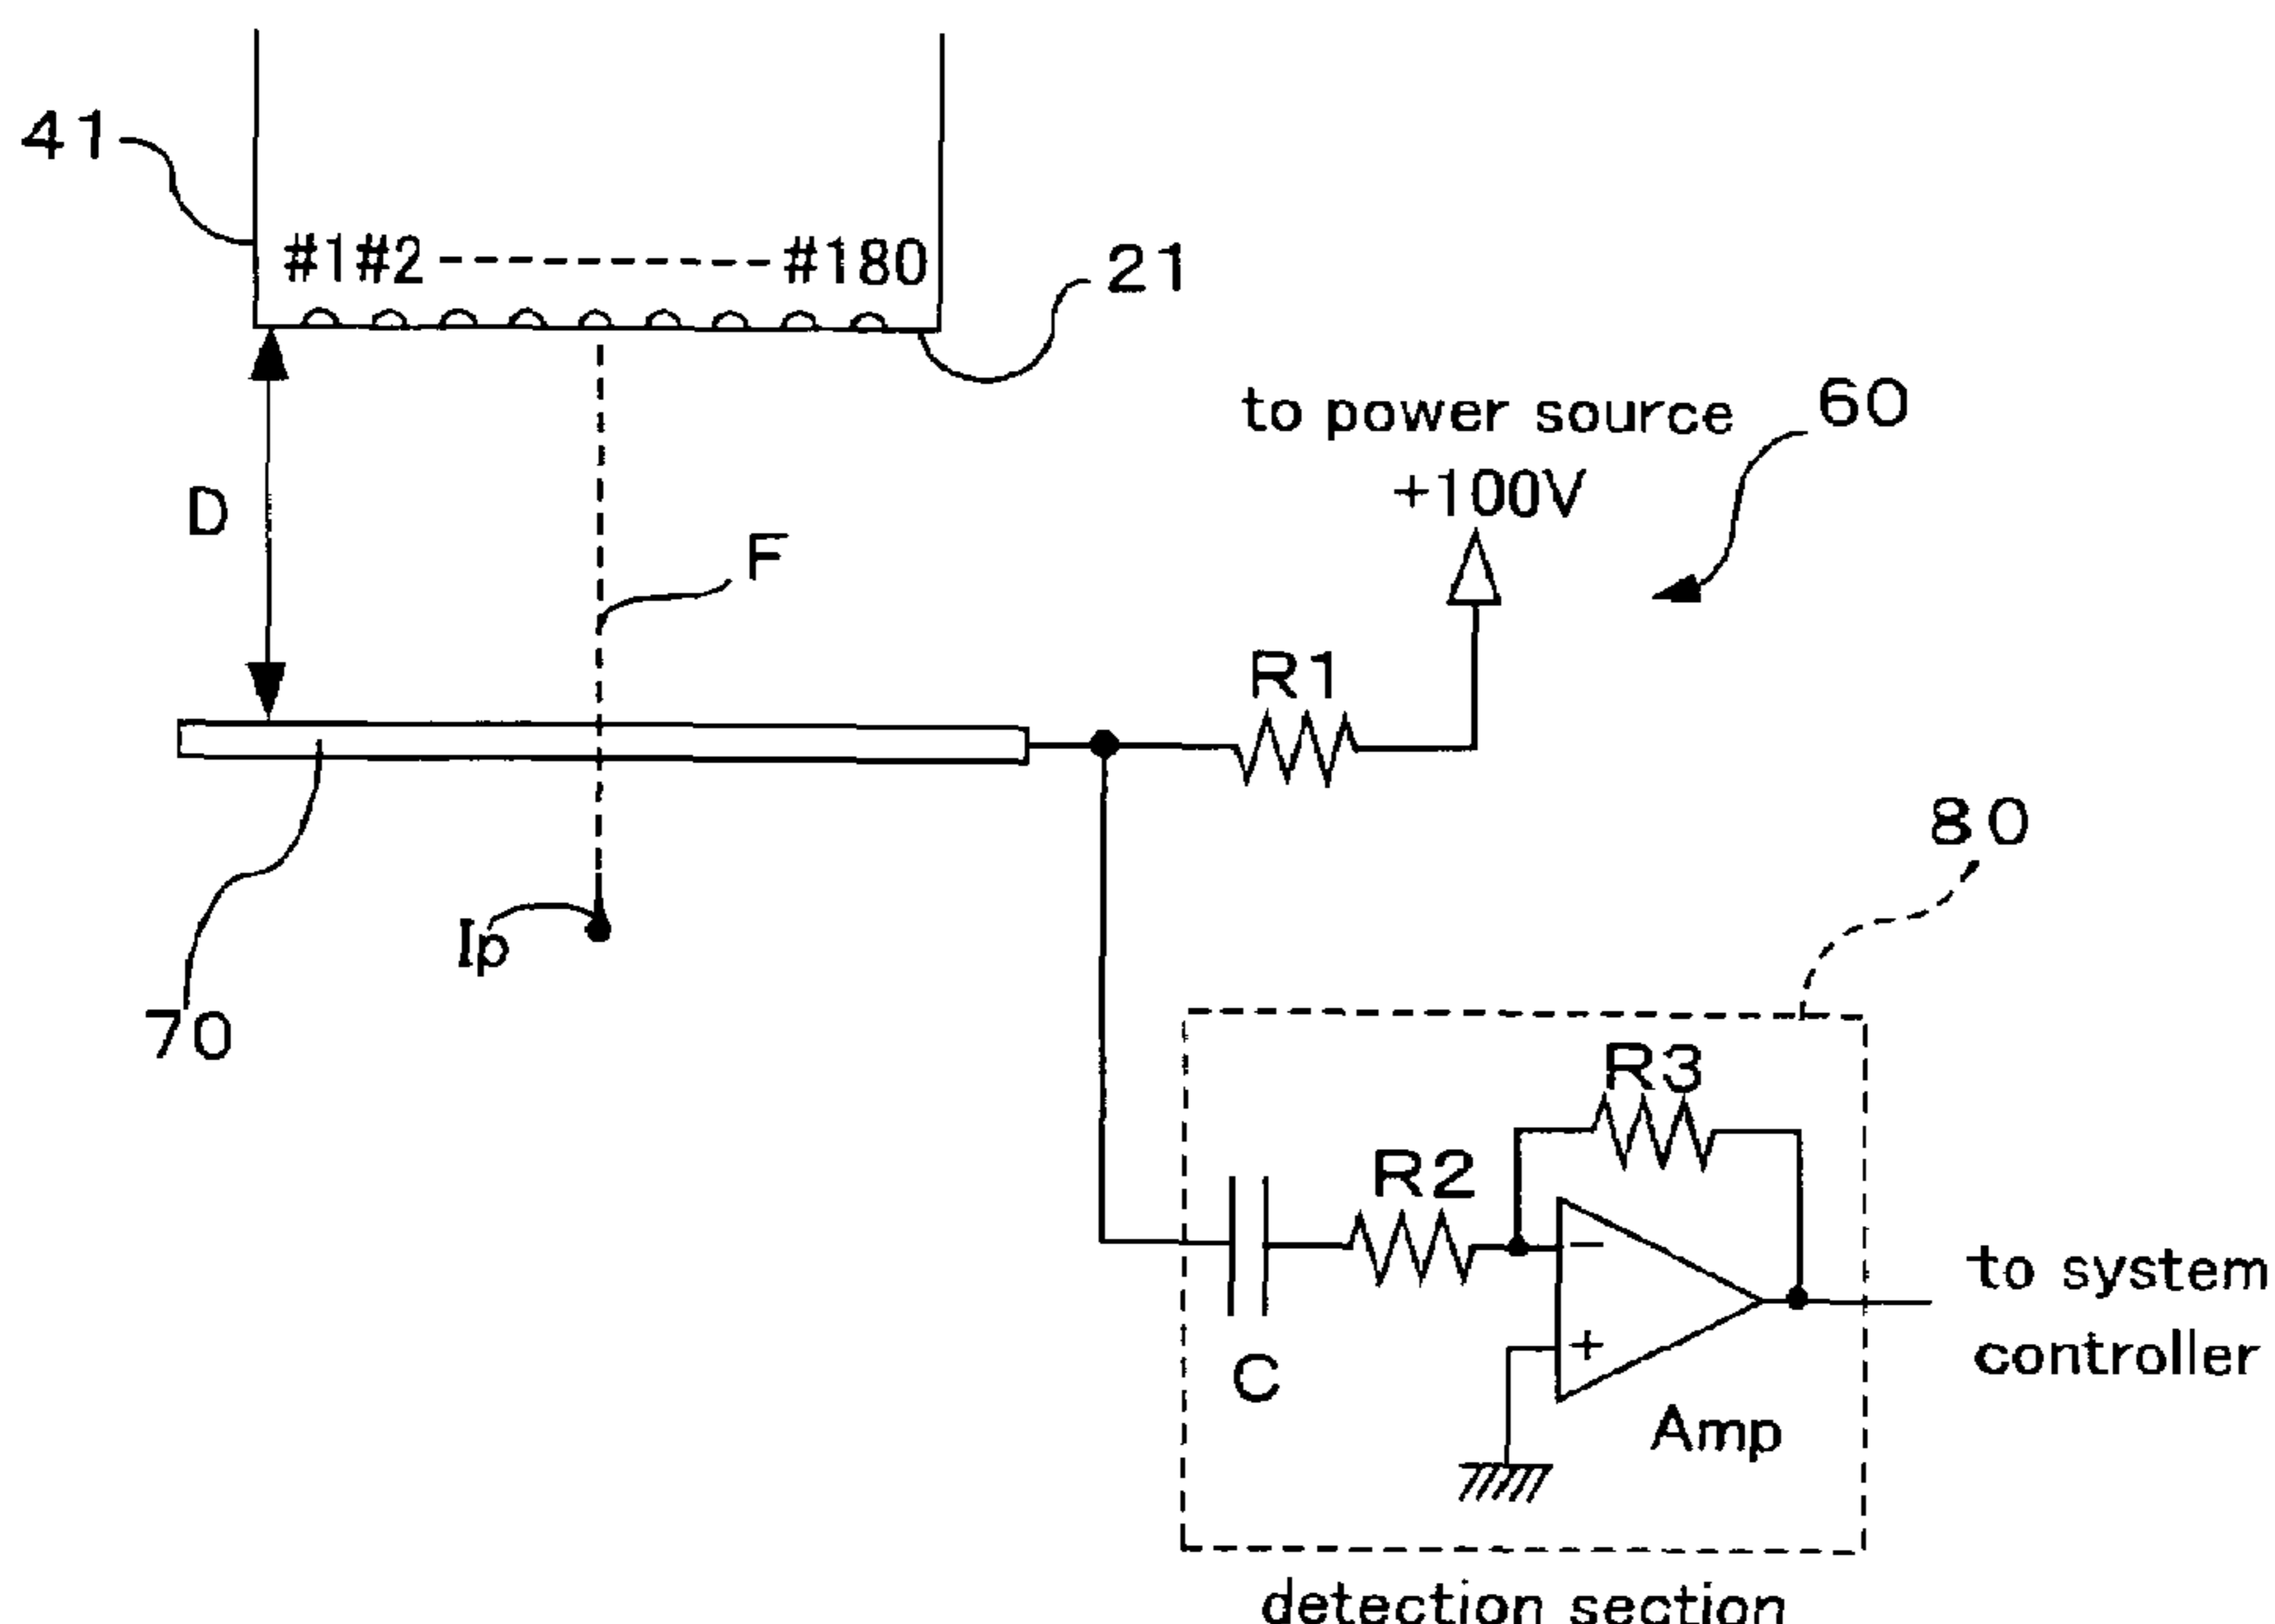 41
#1#2 #180
21
to power source
60
+100V
D
F
R1
80
Ip
70
R3
R2
−
+
C
Amp
to system
controller
detection section